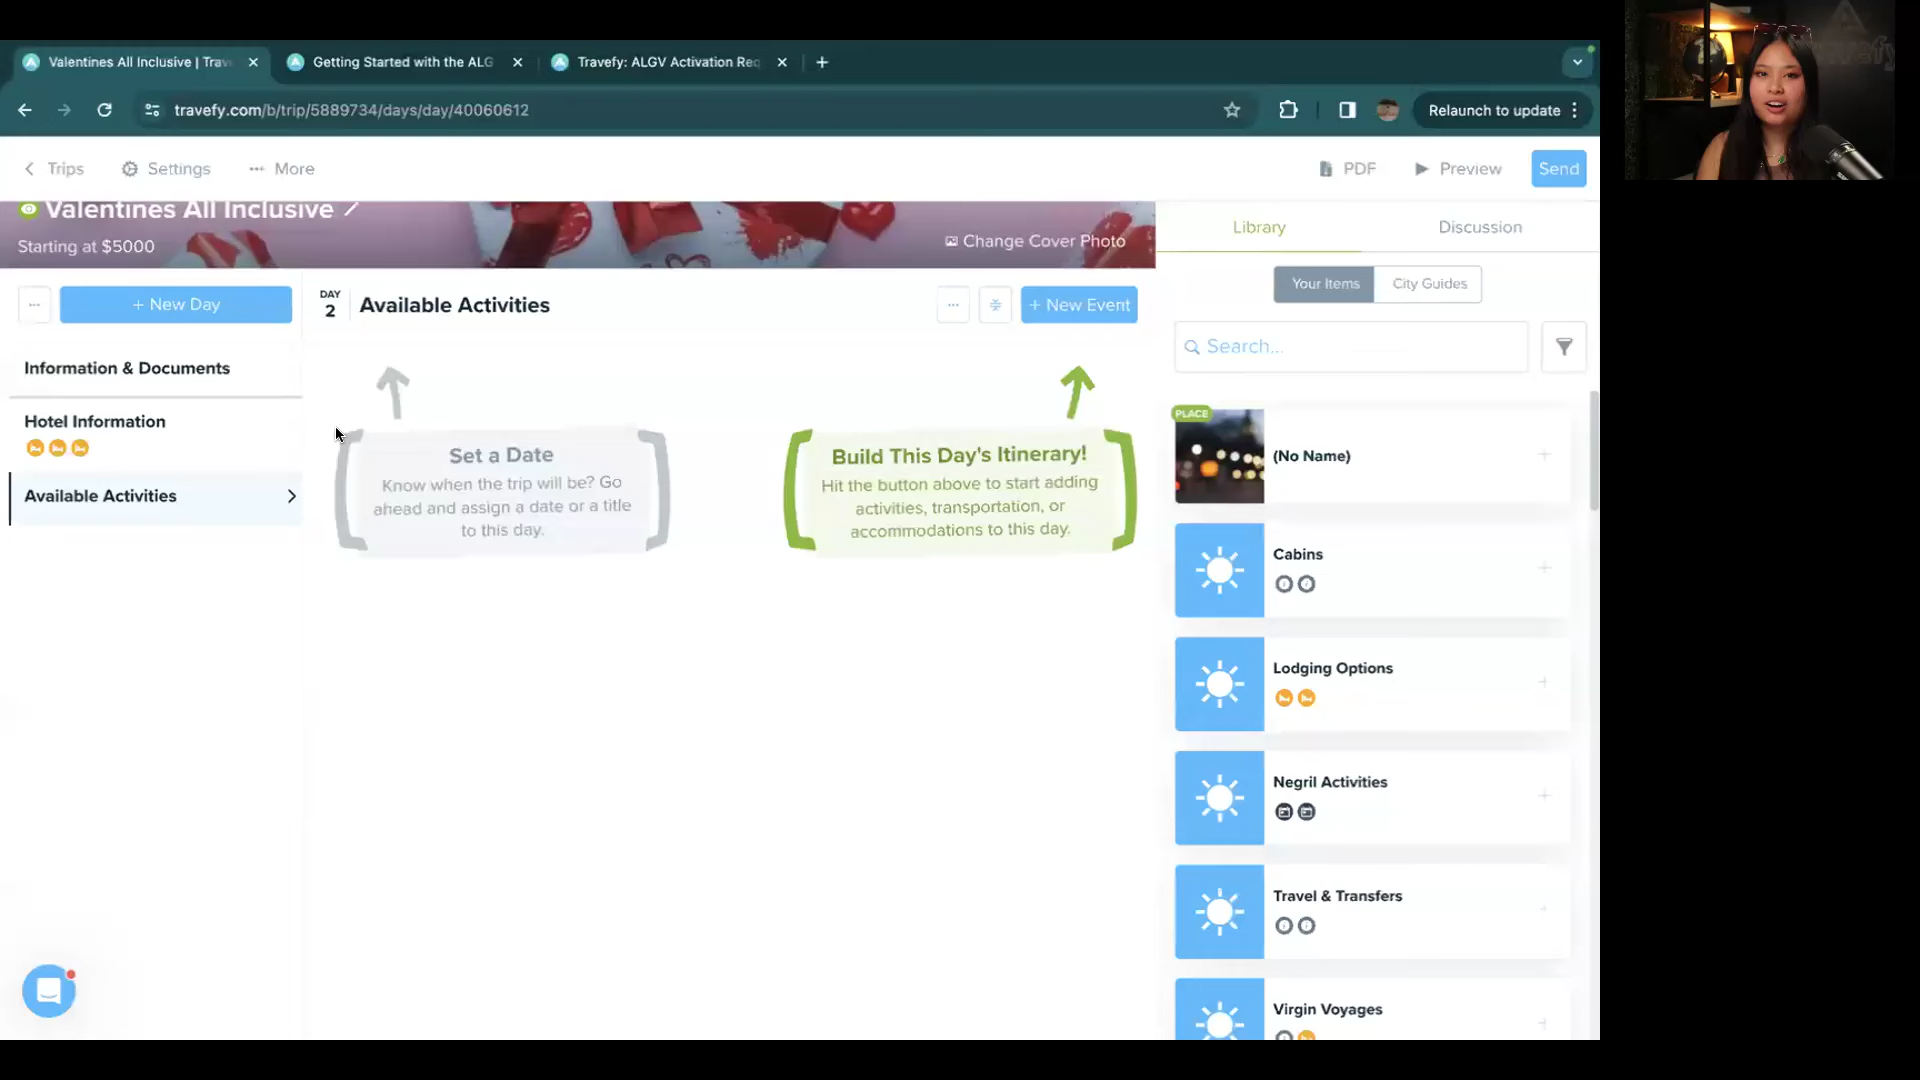 Valentines All Inclusive | Trav
Getting Started with the ALG
Travefy: ALGV Activation Req
travefy.com/b/trip/5889734/days/day/40060612
Relaunch to update
Trips
Settings
More
PDF
Preview
Send
Valentines All Inclusive
Starting at $5000
Change Cover Photo
Library
Discussion
+ New Day
DAY
2
Available Activities
+ New Event
Your Items
City Guides
Search...
Information & Documents
Hotel Information
Available Activities
Set a Date
Know when the trip will be? Go
ahead and assign a date or a title
to this day.
Build This Day's Itinerary!
Hit the button above to start adding
activities, transportation, or
accommodations to this day.
PLACE
(No Name)
Cabins
Lodging Options
Negril Activities
Travel & Transfers
Virgin Voyages